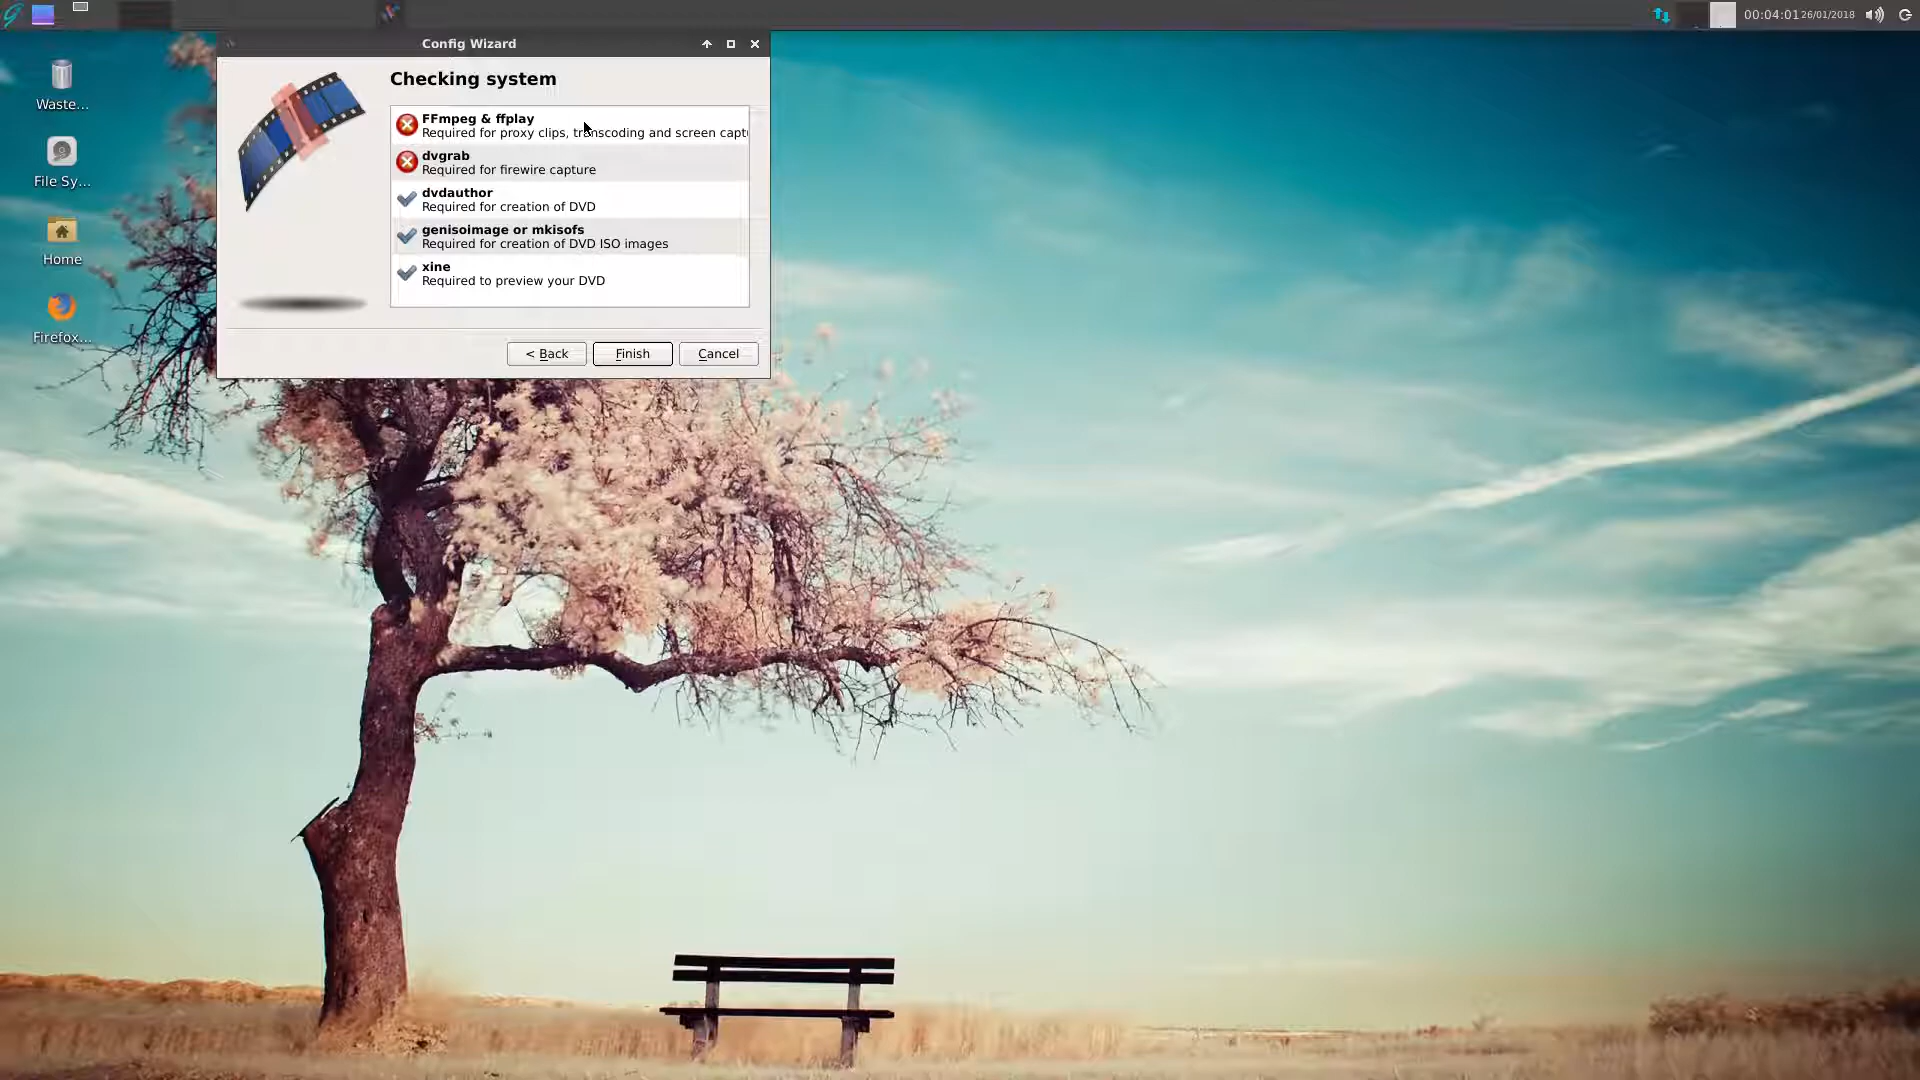 00:04:01 26/01/2018
Config Wizard
Waste...
File Sy...
Home
Firefox...
Checking system
FFmpeg & ffplay
Required for proxy clips, transcoding and screen capt
dvgrab
Required for firewire capture
dvdauthor
Required for creation of DVD
genisoimage or mkisofs
Required for creation of DVD ISO images
xine
Required to preview your DVD
< Back
Finish
Cancel